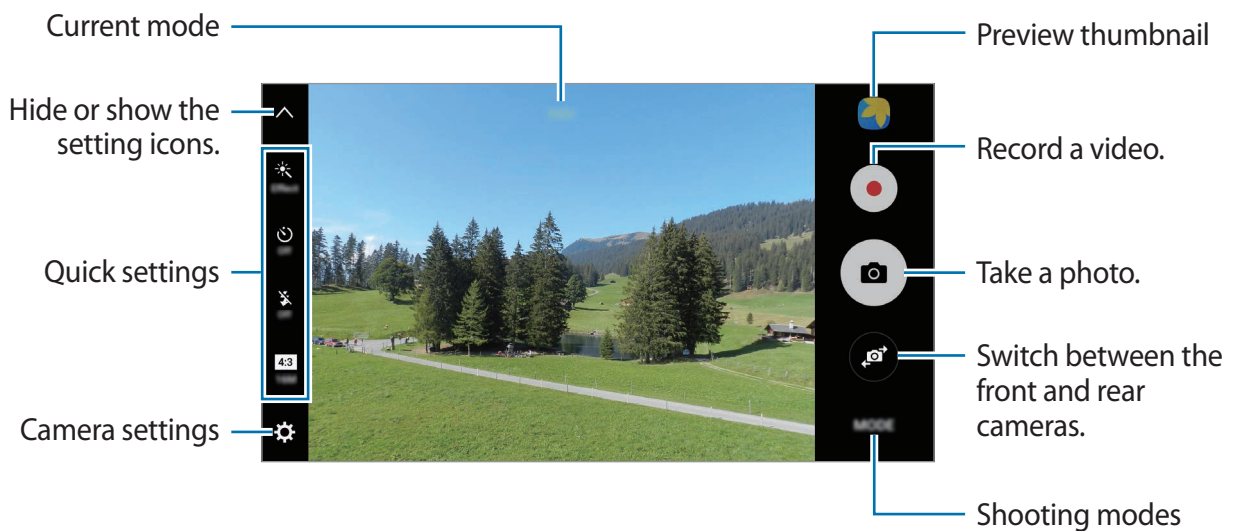 Current mode
Preview thumbnail
Hide or show the
setting icons.
Record a video.
Quick settings
4:3
Take a photo.
Switch between the
front and rear
cameras.
Camera settings
MODE
Shooting modes